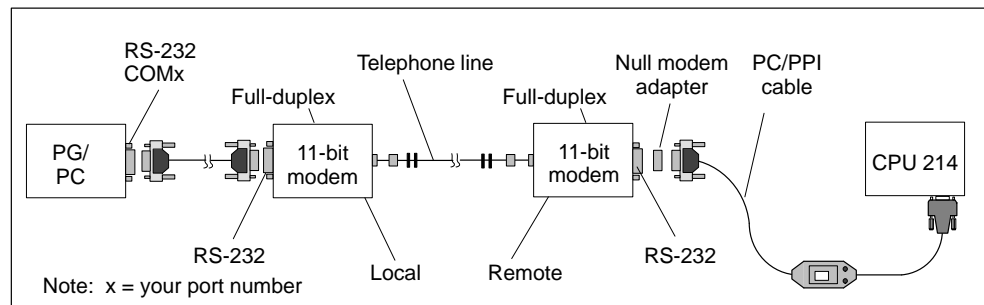 RS-232
COMx
Telephone line
Null modem
adapter
PC/PPI
cable
Full-duplex
Full-duplex
PG/
PC
11-bit
modem
11-bit
modem
CPU 214
RS-232
Local
Remote
RS-232
Note: x = your port number